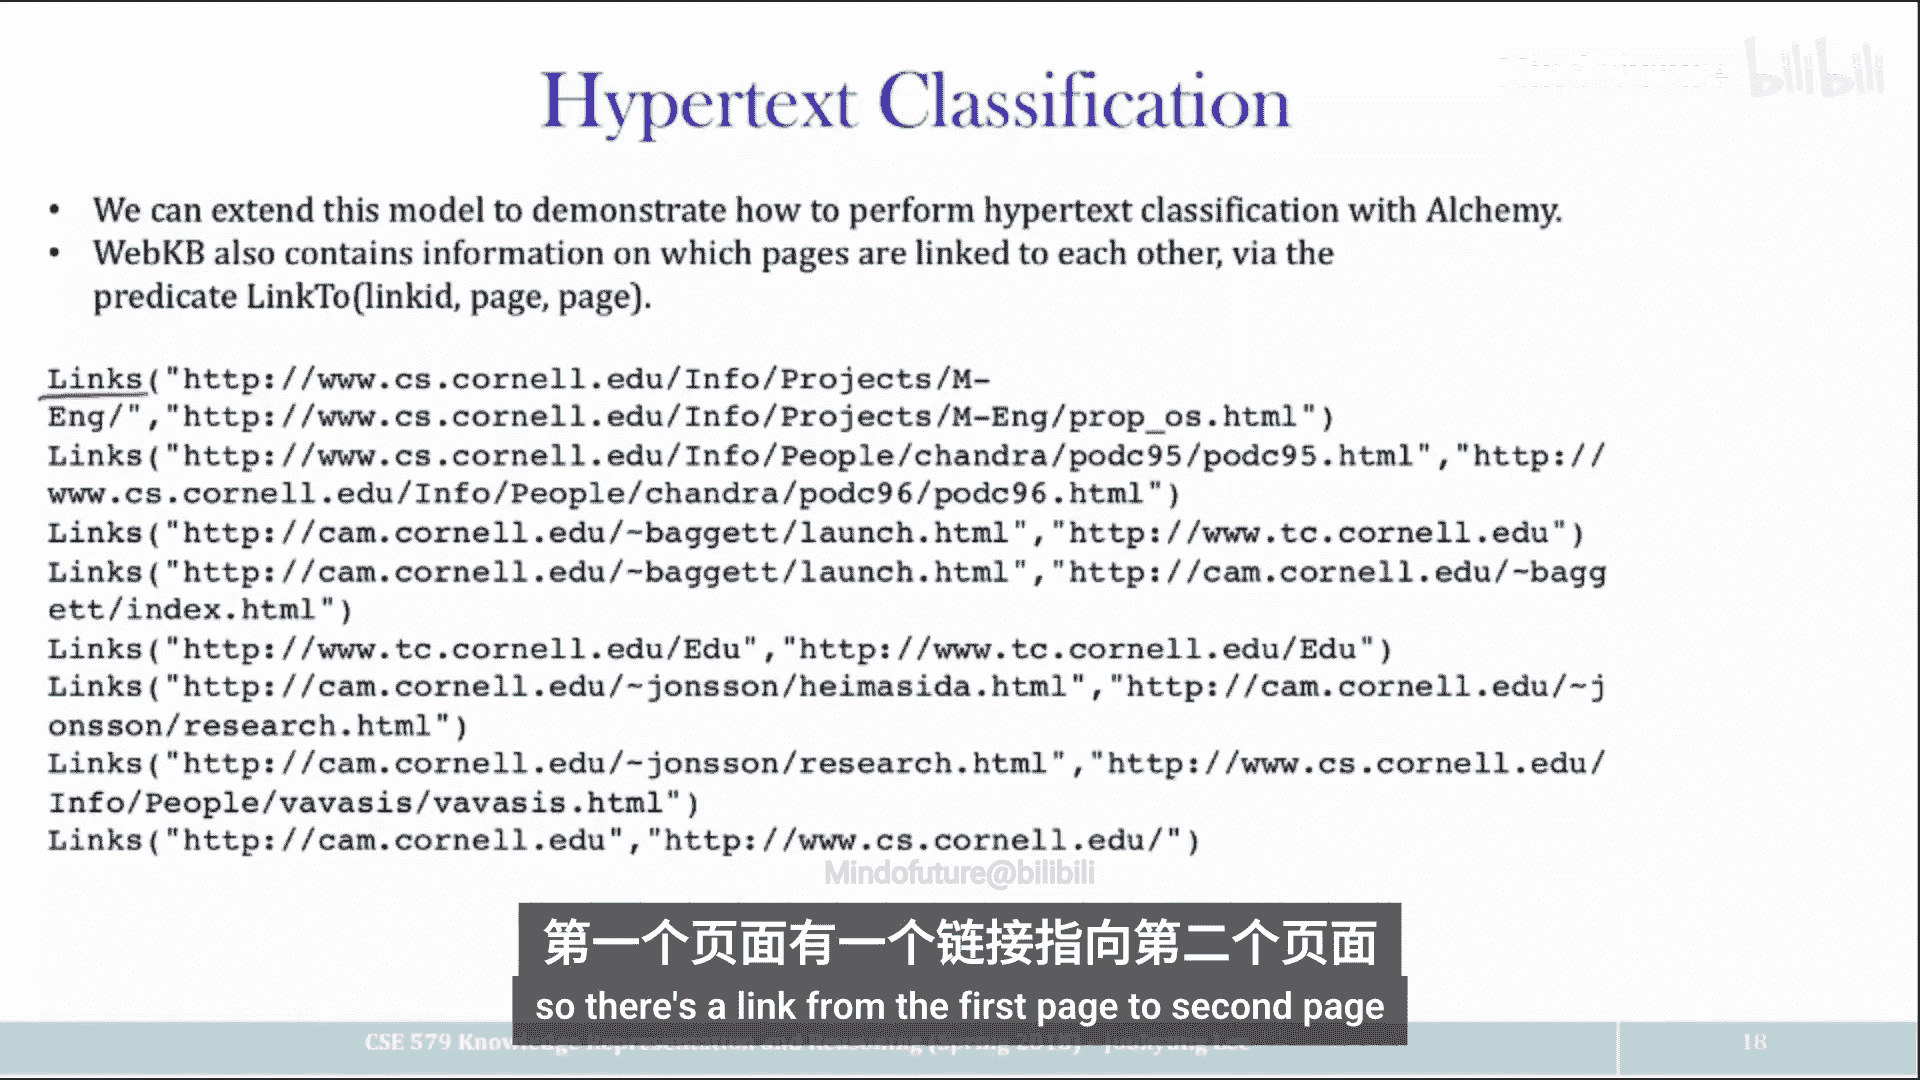 bilibili
Hypertext Classification
• We can extend this model to demonstrate how to perform hypertext classification with Alchemy.
• WebKB also contains information on which pages are linked to each other, via the
predicate LinkTo(linkid, page, page).
Links("http://www.cs.cornell.edu/Info/Projects/M-
Eng/","http://www.cs.cornell.edu/Info/Projects/M-Eng/prop_os.html")
Links("http://www.cs.cornell.edu/Info/People/chandra/podc95/podc95.html","http://
www.cs.cornell.edu/Info/People/chandra/podc96/podc96.html")
Links("http://cam.cornell.edu/~baggett/launch.html","http://www.tc.cornell.edu")
Links("http://cam.cornell.edu/~baggett/launch.html","http://cam.cornell.edu/~bagg
ett/index.html")
Links("http://www.tc.cornell.edu/Edu","http://www.tc.cornell.edu/Edu")
Links("http://cam.cornell.edu/~jonsson/heimasida.html","http://cam.cornell.edu/~j
onsson/research.html")
Links("http://cam.cornell.edu/~jonsson/research.html","http://www.cs.cornell.edu/
Info/People/vavasis/vavasis.html")
Links("http://cam.cornell.edu","http://www.cs.cornell.edu/")
Mindofuture@bilibili
第一个页面有一个链接指向第二个页面
so there's a link from the first page to second page
CSE 579 Knowledge Representation and Reasoning
18